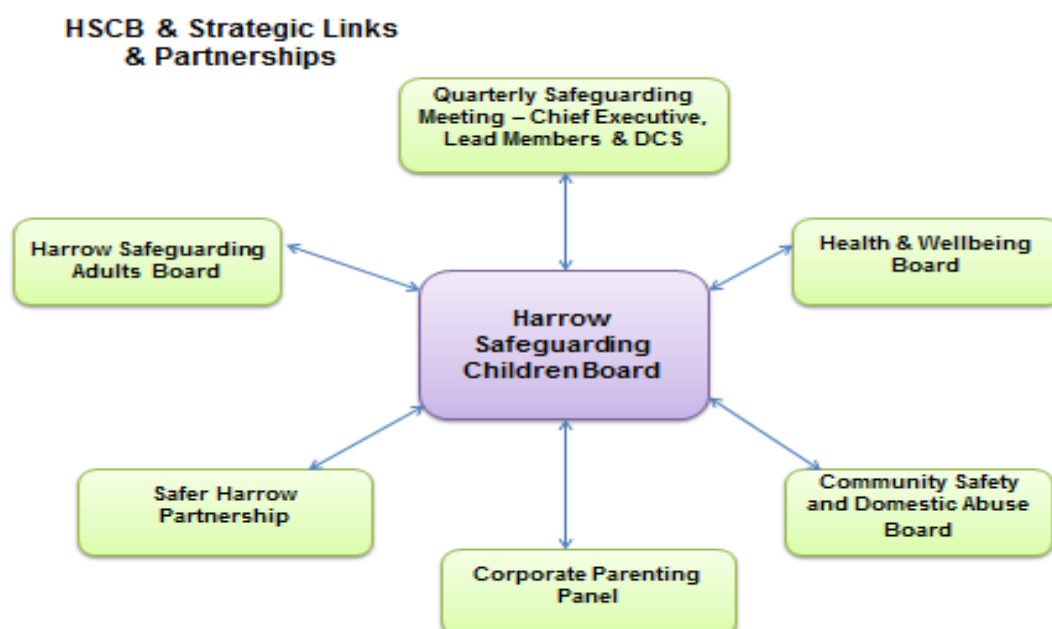 HSCB & Strategic Links
& Partnerships
Quarterly Safeguarding
Meeting – Chief Executive,
Lead Members & DCS
Harrow Safeguarding
Adults Board
Health & Wellbeing
Board
Harrow
Safeguarding
Children Board
Safer Harrow
Partnership
Community Safety
and Domestic Abuse
Board
Corporate Parenting
Panel